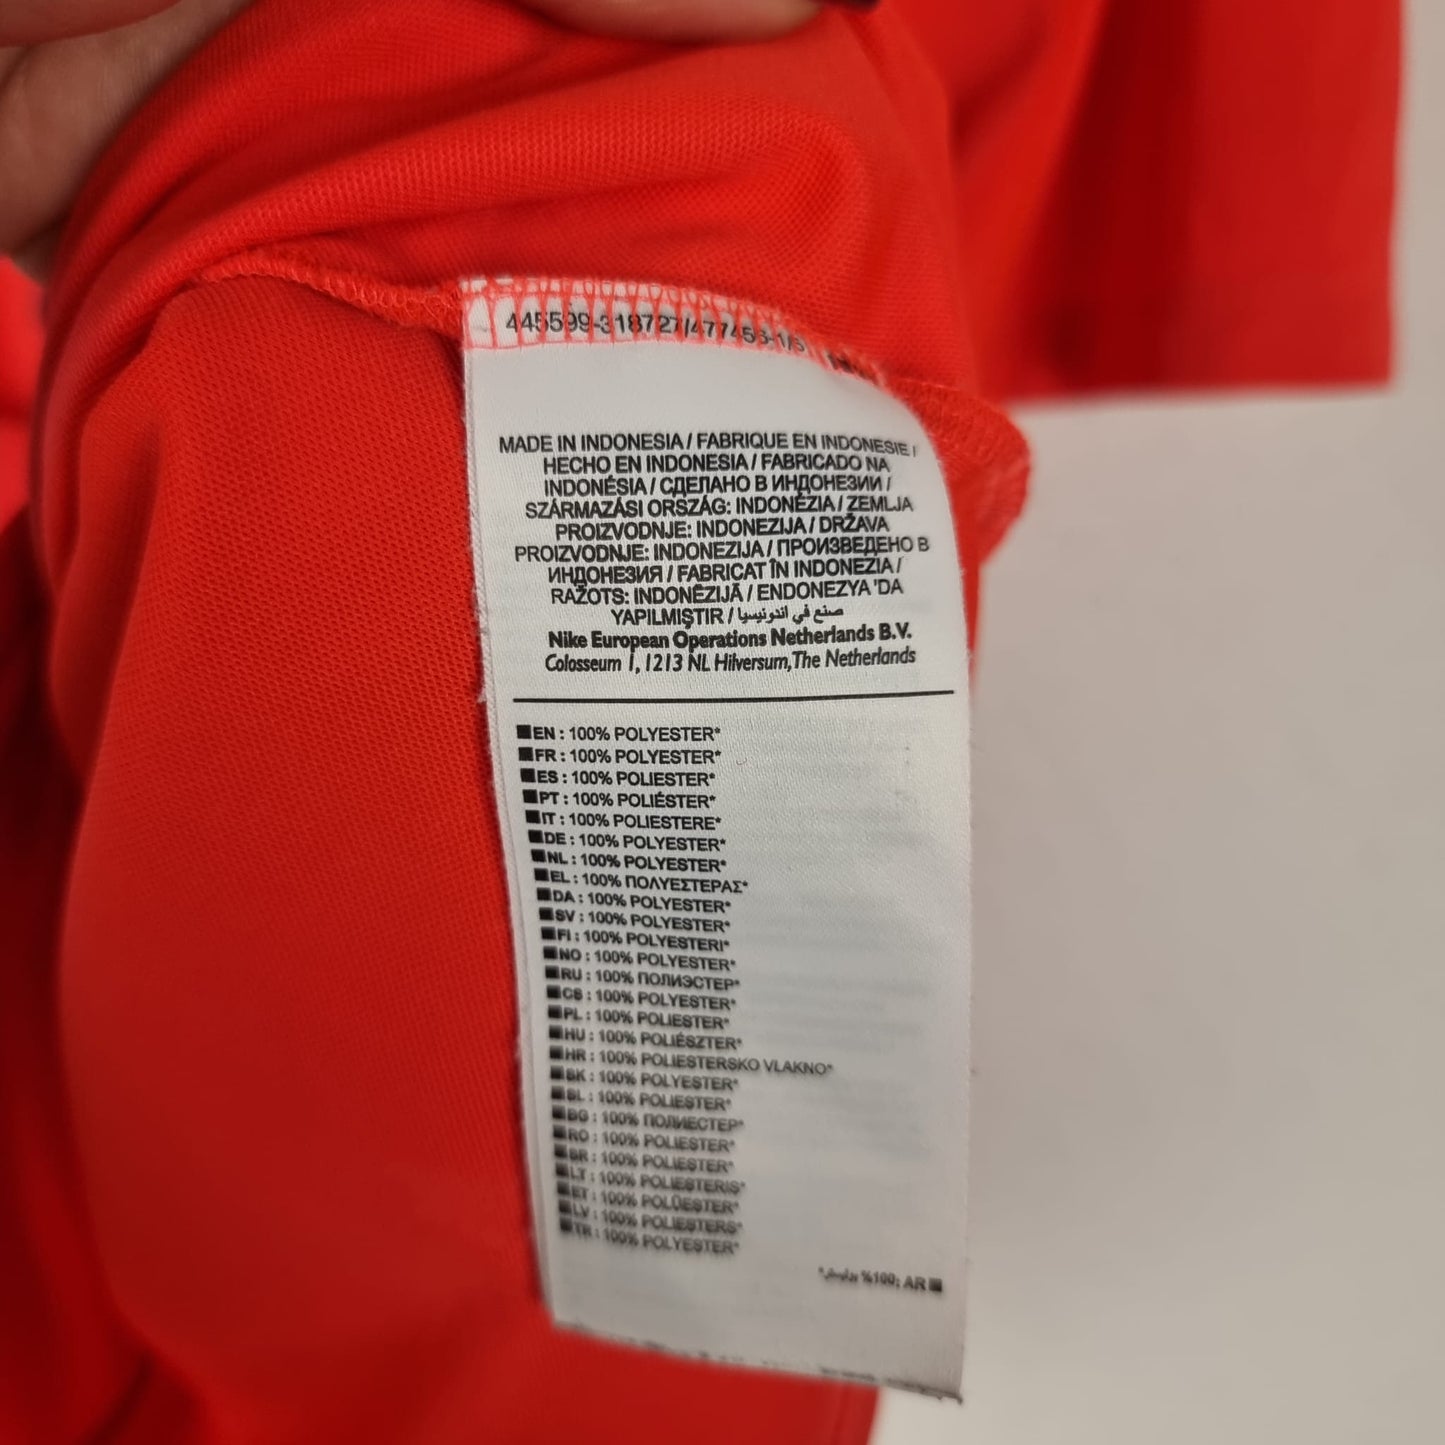 445599-318727/477453-1/5
MADE IN INDONESIA / FABRIQUE EN INDONESIE /
HECHO EN INDONESIA / FABRICADO NA
INDONÉSIA / СДЕЛАНО В ИНДОНЕЗИИ /
SZÁRMAZÁSI ORSZÁG: INDONÉZIA / ZEMLJA
PROIZVODNJE: INDONEZIJA / DRŽAVA
PROIZVODNJE: INDONEZIJA / ПРОИЗВЕДЕНО В
ИНДОНЕЗИЯ / FABRICAT ÎN INDONEZIA /
RAŽOTS: INDONĒZIJĀ / ENDONEZYA 'DA
YAPILMIŞTIR / صنع في اندونيسيا
Nike European Operations Netherlands B.V.
Colosseum 1, 1213 NL Hilversum, The Netherlands
EN : 100% POLYESTER*
FR : 100% POLYESTER*
ES : 100% POLIESTER*
PT : 100% POLIÉSTER*
IT : 100% POLIESTERE*
DE : 100% POLYESTER*
NL : 100% POLYESTER*
EL : 100% ΠΟΛΥΕΣΤΕΡΑΣ*
DA : 100% POLYESTER*
SV : 100% POLYESTER*
FI : 100% POLYESTERI*
NO : 100% POLYESTER*
RU : 100% ПОЛИЭСТЕР*
CS : 100% POLYESTER*
PL : 100% POLIESTER*
HU : 100% POLIÉSZTER*
HR : 100% POLIESTERSKO VLAKNO*
SK : 100% POLYESTER*
SL : 100% POLIESTER*
BG : 100% ПОЛИЕСТЕР*
RO : 100% POLIESTER*
SR : 100% POLIESTER*
LT : 100% POLIESTERIS*
ET : 100% POLÜESTER*
LV : 100% POLIESTERS*
TR : 100% POLYESTER*
%100: AR